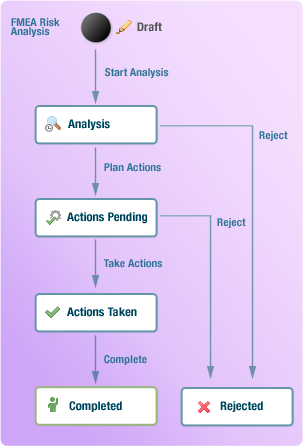 FMEA Risk
Analysis
Draft
Start Analysis
Analysis
Reject
Plan Actions
Actions Pending
Reject
Take Actions
Actions Taken
Complete
Completed
Rejected